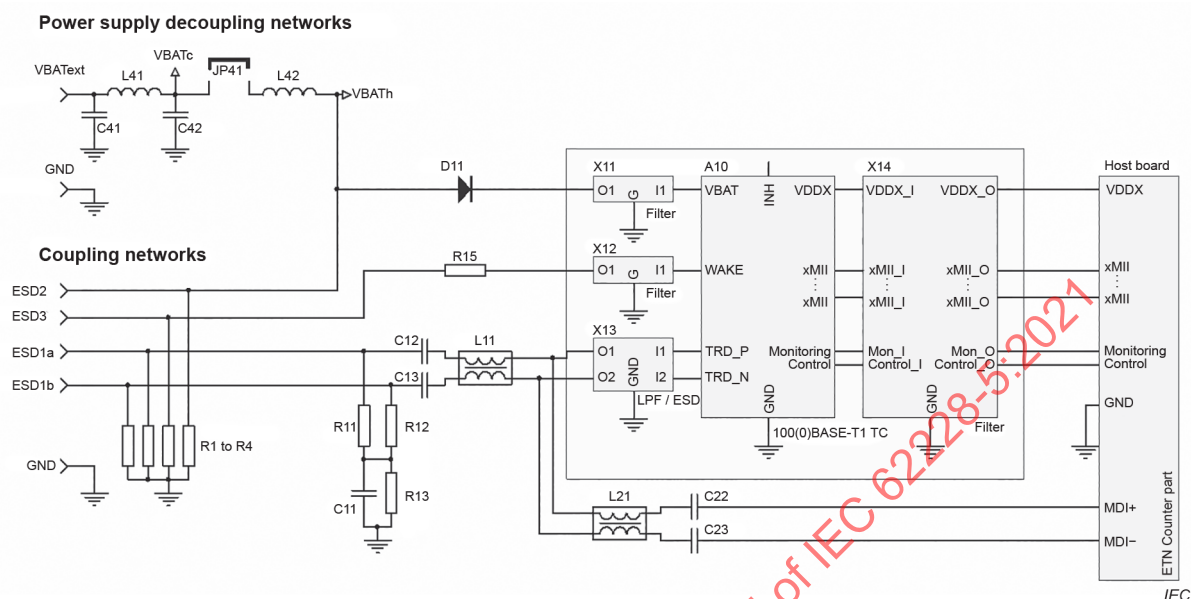 Power supply decoupling networks
VBATc
VBAText
L41
JP41
L42
VBATh
C41
C42
GND
D11
X11
A10
X14
Host board
O1
G
I1
VBAT
INH
VDDX
VDDX_I
VDDX_O
VDDX
Filter
Coupling networks
R15
X12
O1
G
I1
WAKE
xMII
xMII_I
xMII_O
xMII
Filter
xMII
xMII_I
xMII_O
xMII
ESD2
ESD3
ESD1a
ESD1b
C12
C13
L11
X13
O1
I1
O2
I2
GND
LPF / ESD
TRD_P
TRD_N
Monitoring
Control
Mon_I
Control_I
Mon_O
Control_O
Monitoring
Control
GND
GND
GND
100(0)BASE-T1 TC
Filter
R1 to R4
R11
R12
R13
C11
GND
L21
C22
C23
MDI+
MDI−
ETN Counter part
of IEC 62228-5:2021
IEC